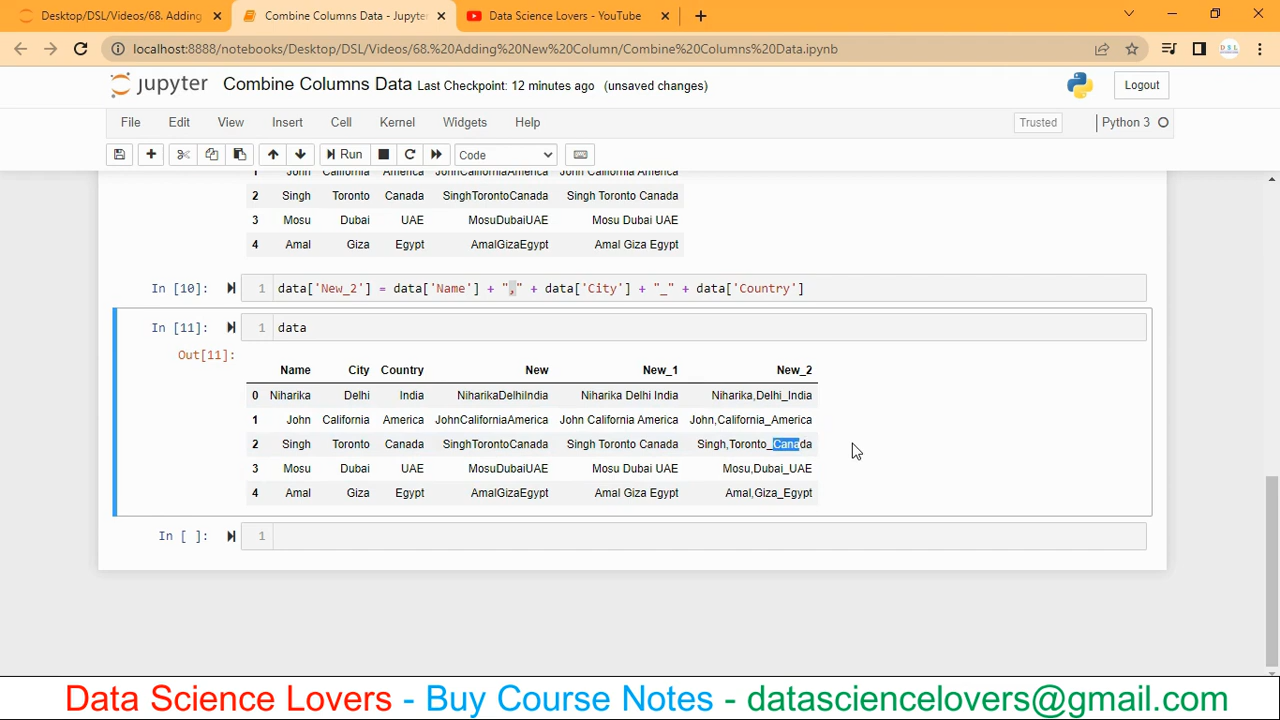 Desktop/DSL/Videos/68. Adding
Combine Columns Data - Jupyter
Data Science Lovers - YouTube
localhost:8888/notebooks/Desktop/DSL/Videos/68.%20Adding%20New%20Column/Combine%20Columns%20Data.ipynb
jupyter Combine Columns Data Last Checkpoint: 12 minutes ago (unsaved changes) Logout
File Edit View Insert Cell Kernel Widgets Help Trusted Python 3
Run Code
1 John California America JohnCaliforniaAmerica John California America
2 Singh Toronto Canada SinghTorontoCanada Singh Toronto Canada
3 Mosu Dubai UAE MosuDubaiUAE Mosu Dubai UAE
4 Amal Giza Egypt AmalGizaEgypt Amal Giza Egypt
In [10]: 1 data['New_2'] = data['Name'] + "," + data['City'] + "_" + data['Country']
In [11]: 1 data
Out[11]:
Name City Country New New_1 New_2
0 Niharika Delhi India NiharikaDelhiIndia Niharika Delhi India Niharika,Delhi_India
1 John California America JohnCaliforniaAmerica John California America John,California_America
2 Singh Toronto Canada SinghTorontoCanada Singh Toronto Canada Singh,Toronto_Canada
3 Mosu Dubai UAE MosuDubaiUAE Mosu Dubai UAE Mosu,Dubai_UAE
4 Amal Giza Egypt AmalGizaEgypt Amal Giza Egypt Amal,Giza_Egypt
In [ ]: 1
Data Science Lovers - Buy Course Notes - datasciencelovers@gmail.com